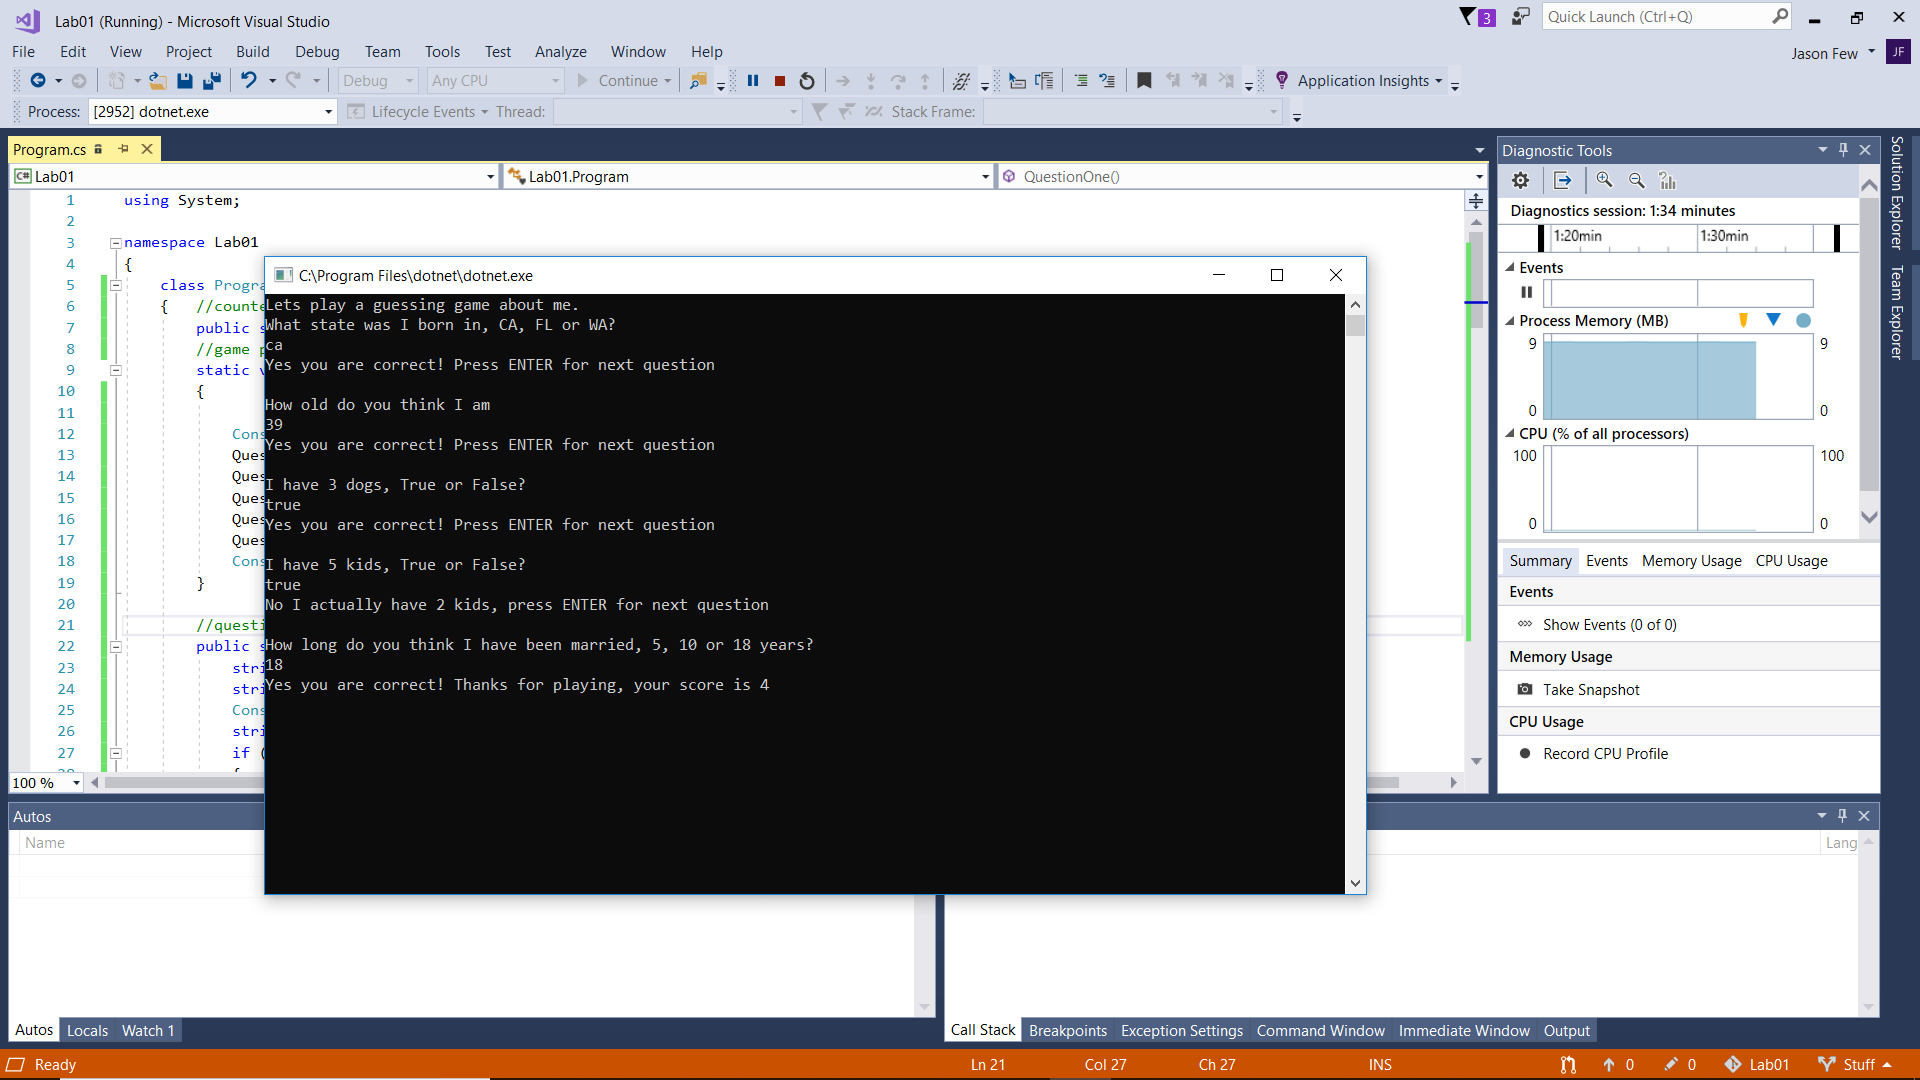 Lab01 (Running) - Microsoft Visual Studio
3
Quick Launch (Ctrl+Q)
File Edit View Project Build Debug Team Tools Test Analyze Window Help
Jason Few
JF
Debug Any CPU Continue Application Insights
Process: [2952] dotnet.exe Lifecycle Events Thread: Stack Frame:
Program.cs
C# Lab01
Lab01.Program
QuestionOne()
1 using System;
2
3 namespace Lab01
4 {
5 class Progra
6 { //counte
7 public s
8 //game p
9 static v
10 {
11
12 Cons
13 Ques
14 Ques
15 Ques
16 Ques
17 Ques
18 Cons
19 }
20
21 //questi
22 public s
23 stri
24 stri
25 Cons
26 stri
27 if (
28 {
100 %
C:\Program Files\dotnet\dotnet.exe
Lets play a guessing game about me.
What state was I born in, CA, FL or WA?
ca
Yes you are correct! Press ENTER for next question
How old do you think I am
39
Yes you are correct! Press ENTER for next question
I have 3 dogs, True or False?
true
Yes you are correct! Press ENTER for next question
I have 5 kids, True or False?
true
No I actually have 2 kids, press ENTER for next question
How long do you think I have been married, 5, 10 or 18 years?
18
Yes you are correct! Thanks for playing, your score is 4
Diagnostic Tools
Diagnostics session: 1:34 minutes
1:20min 1:30min
Events
Process Memory (MB)
9 9
0 0
CPU (% of all processors)
100 100
0 0
Summary Events Memory Usage CPU Usage
Events
Show Events (0 of 0)
Memory Usage
Take Snapshot
CPU Usage
Record CPU Profile
Solution Explorer
Team Explorer
Autos
Name
Lang
Autos Locals Watch 1
Call Stack Breakpoints Exception Settings Command Window Immediate Window Output
Ready Ln 21 Col 27 Ch 27 INS 0 0 Lab01 Stuff